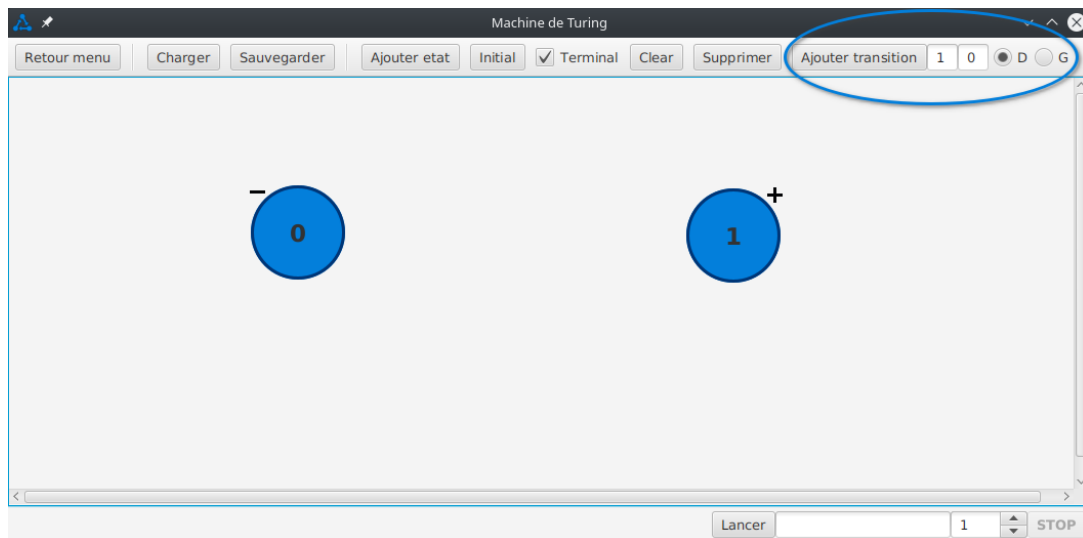 Machine de Turing
Retour menu Charger Sauvegarder Ajouter etat Initial Terminal Clear Supprimer Ajouter transition 1 0 D G
− +
0 1
Lancer 1 STOP